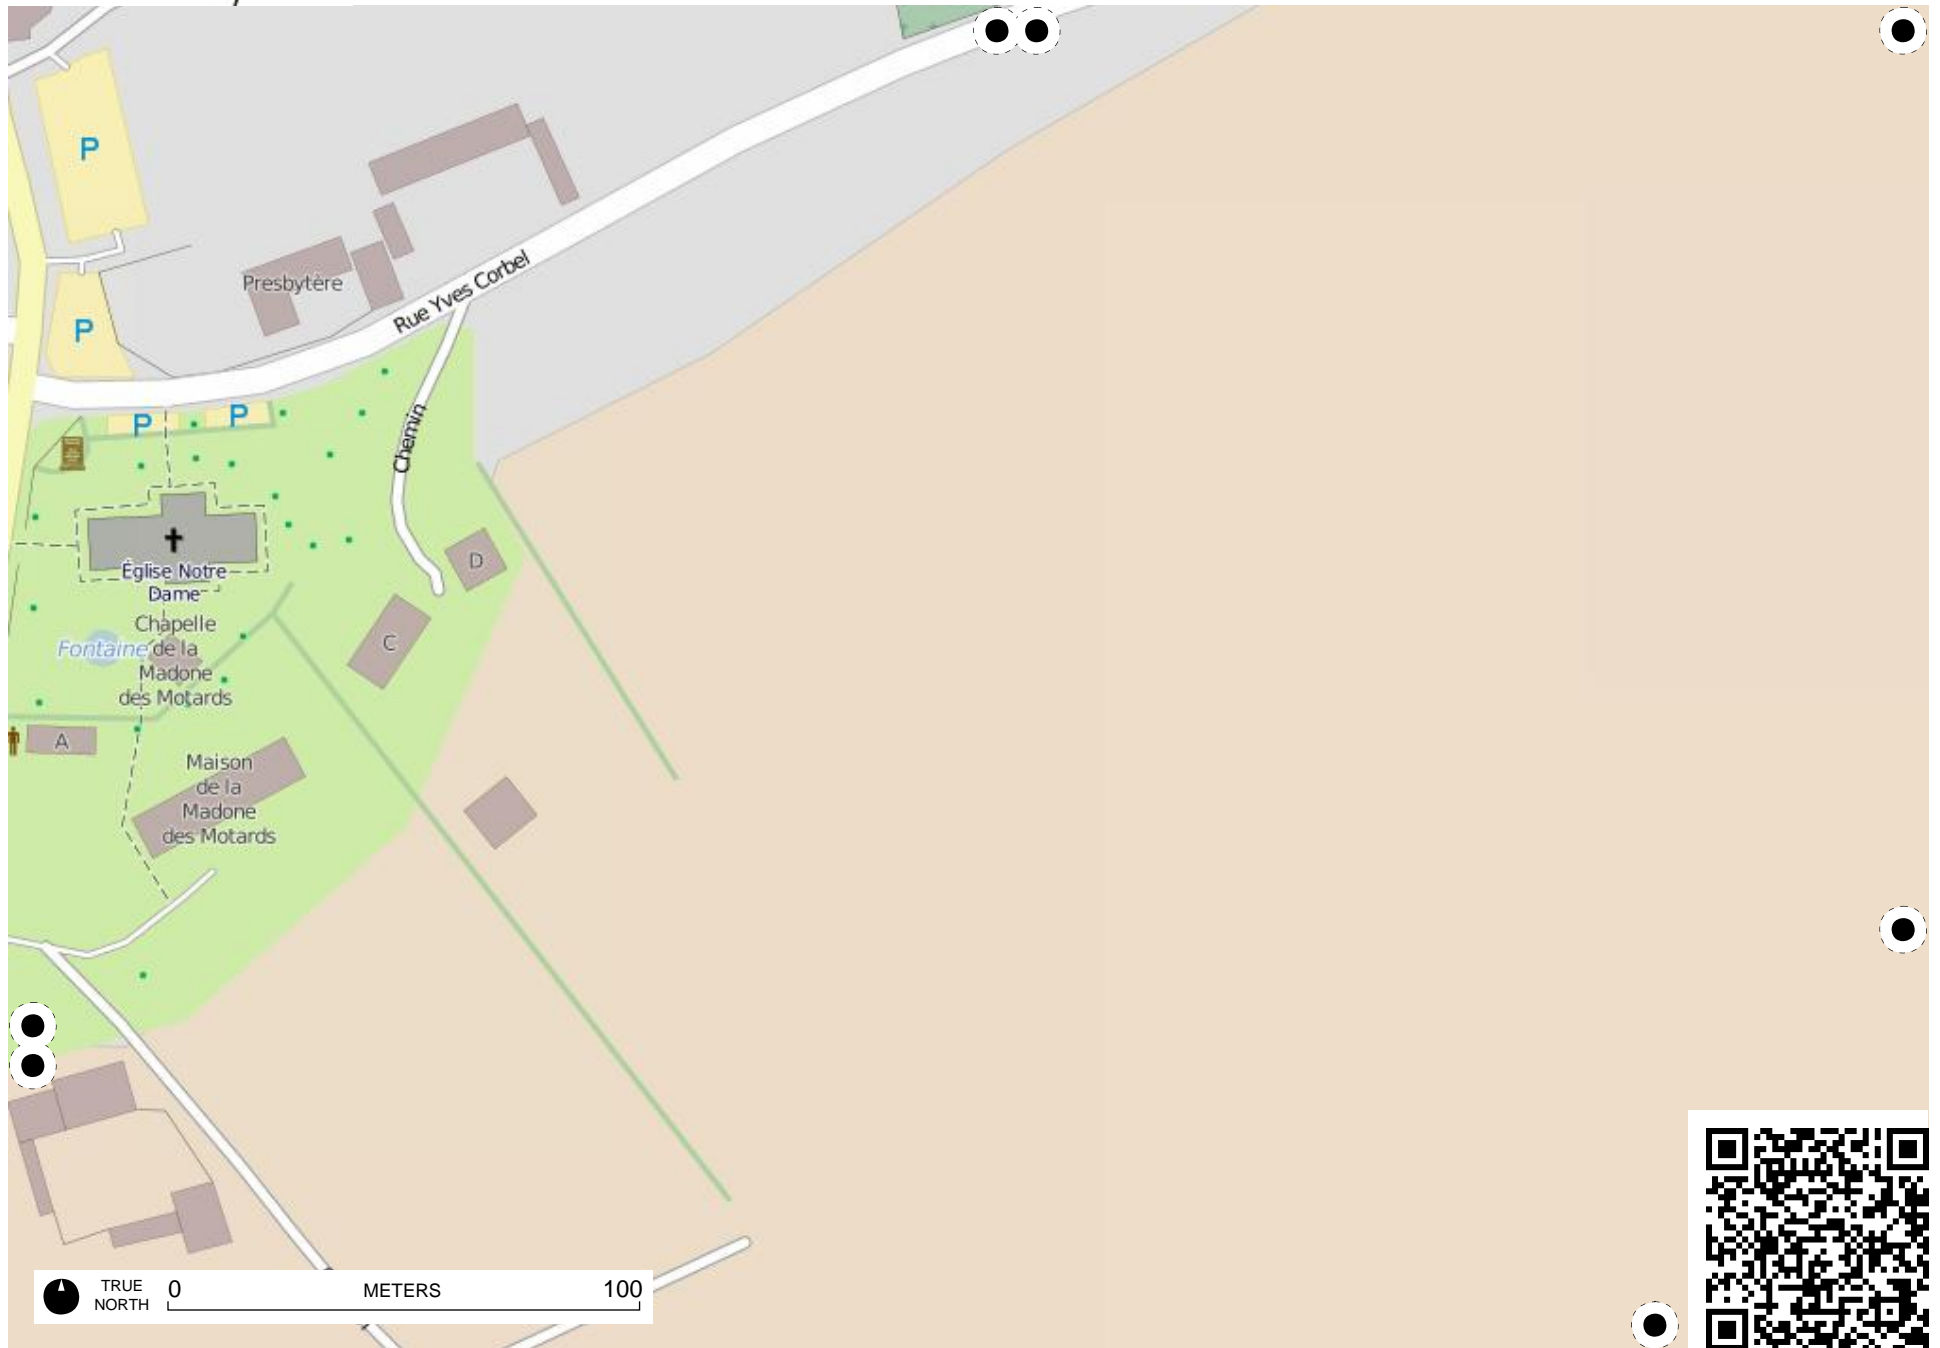 P
Presbytère
P
Rue Yves Corbel
P
P
Chemin
D
Église Notre
Dame
Chapelle
de la
Madone
des Motards
Fontaine
C
A
Maison
de la
Madone
des Motards
TRUE
NORTH
0
METERS
100